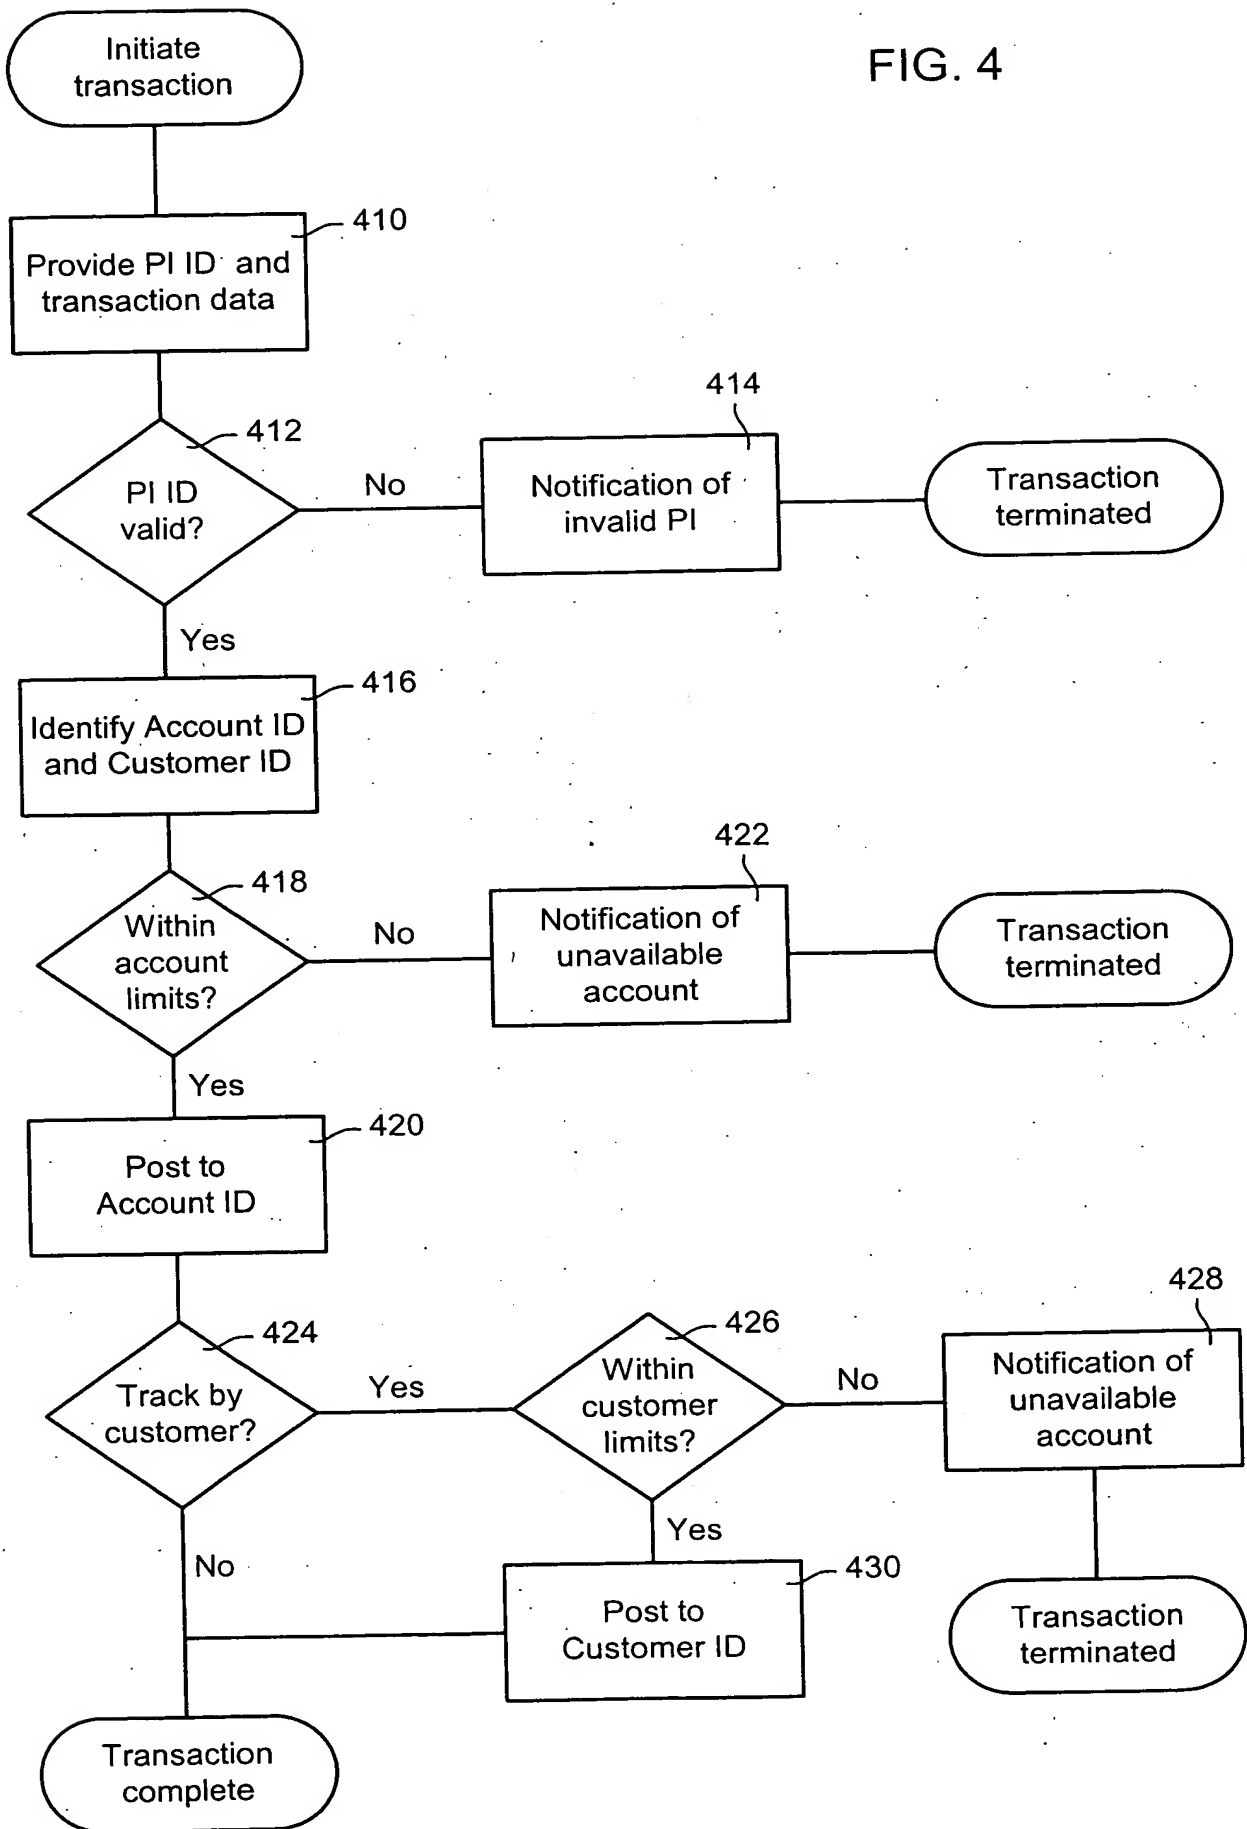 Initiate
transaction
FIG. 4
410
Provide PI ID and
transaction data
412
PI ID
valid?
No
414
Notification of
invalid PI
Transaction
terminated
Yes
416
Identify Account ID
and Customer ID
418
Within
account
limits?
No
422
Notification of
unavailable
account
Transaction
terminated
Yes
420
Post to
Account ID
424
Track by
customer?
Yes
426
Within
customer
limits?
No
428
Notification of
unavailable
account
No
Yes
430
Post to
Customer ID
Transaction
terminated
Transaction
complete